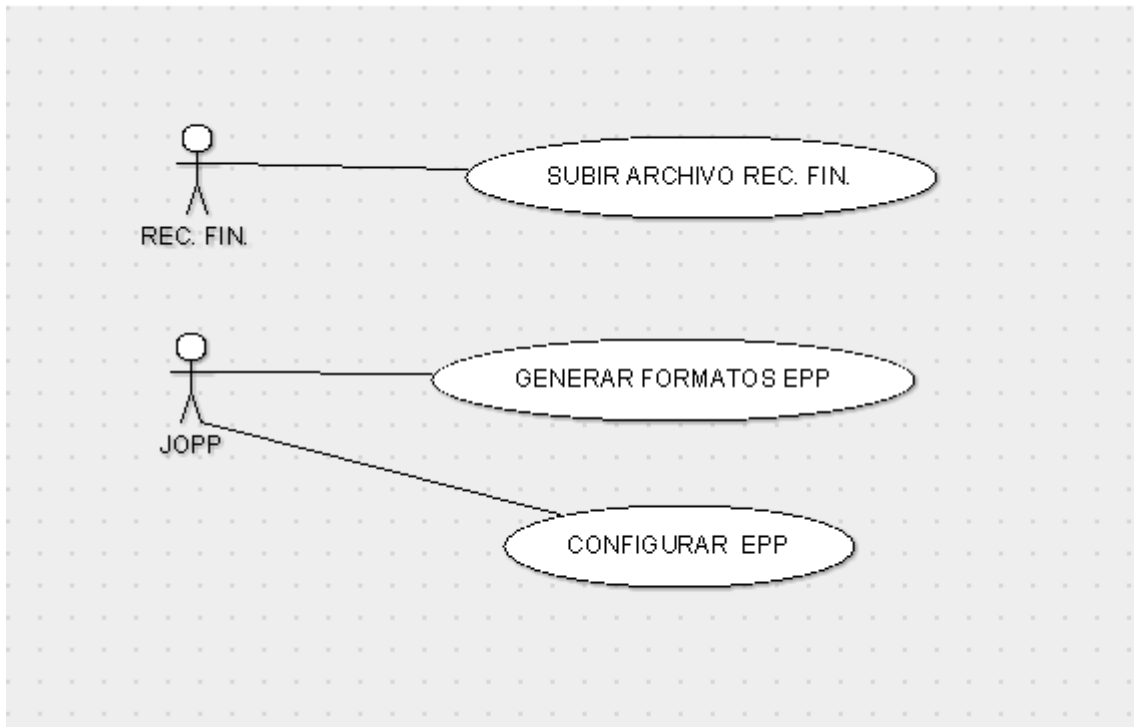 SUBIR ARCHIVO REC. FIN.
REC. FIN.
GENERAR FORMATOS EPP
JOPP
CONFIGURAR EPP